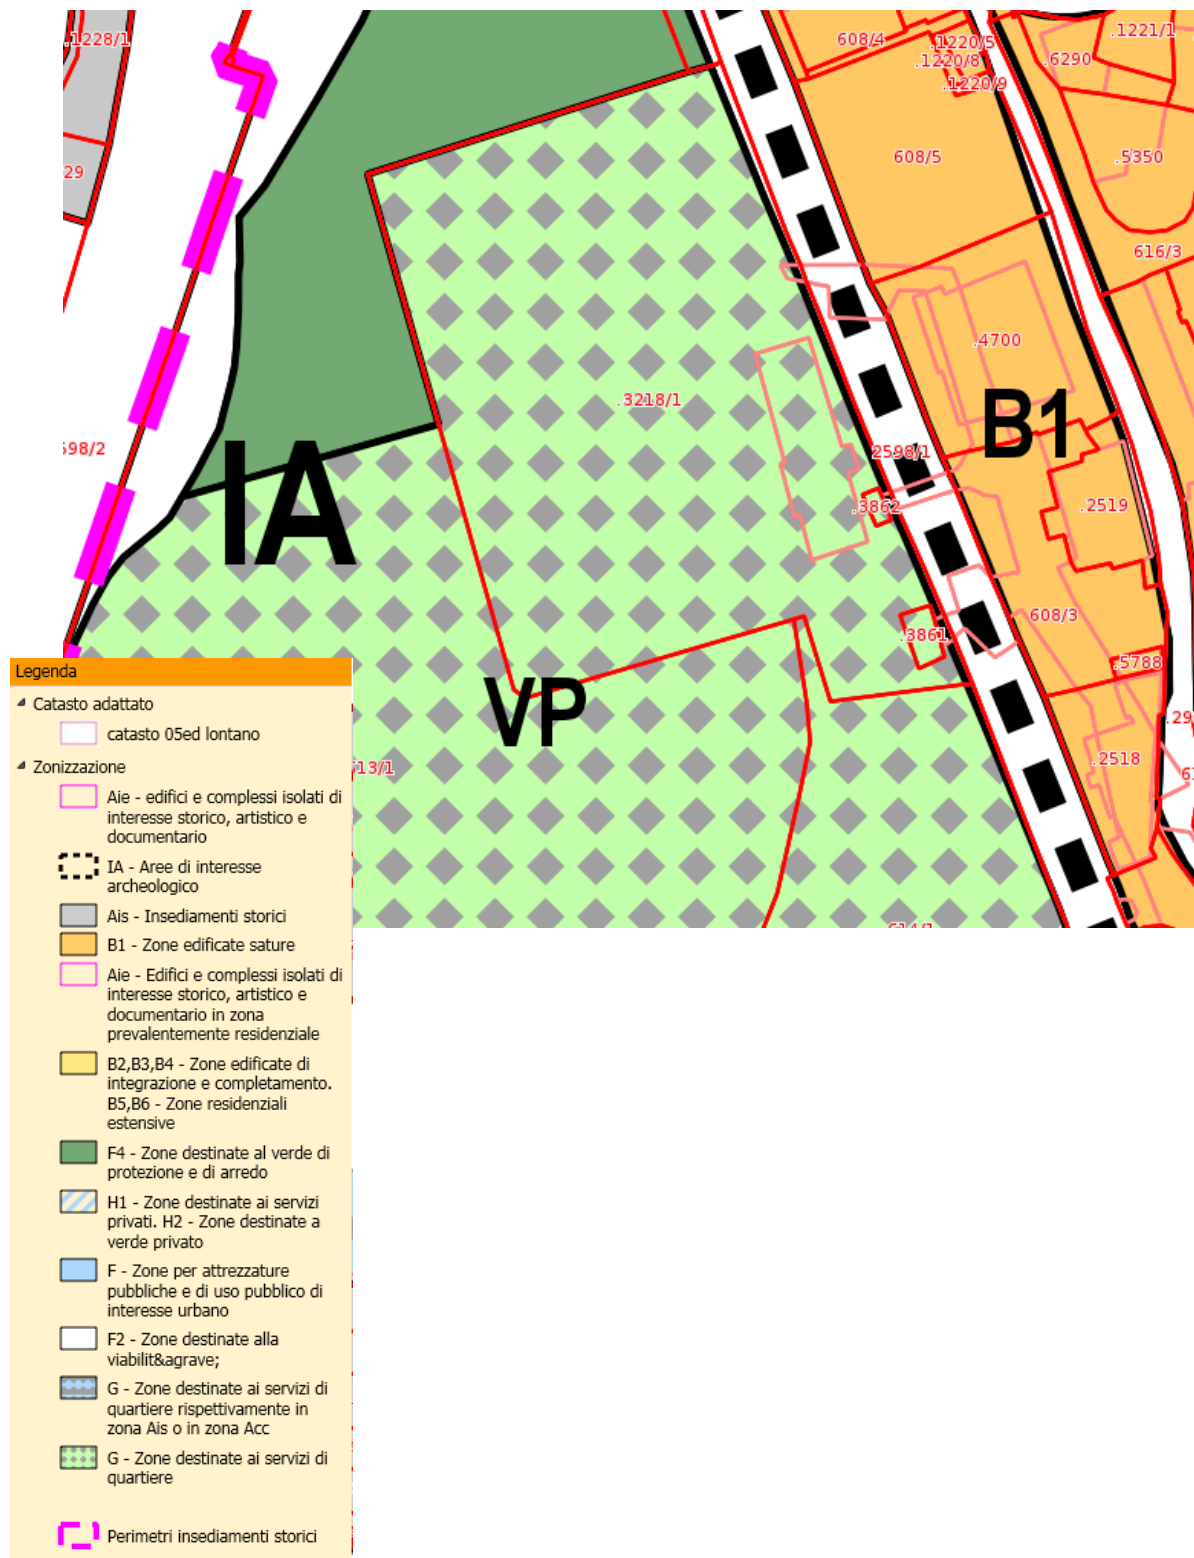 .1228/1
608/4
.1220/5
.1221/1
.1220/8
.6290
.1220/9
29
608/5
.5350
616/3
.4700
.3218/1
B1
598/2
2598/1
IA
.3862
.2519
608/3
.3861
.5788
VP
.29
.2518
13/1
614/1
Legenda
Catasto adattato
catasto 05ed lontano
Zonizzazione
Aie - edifici e complessi isolati di
interesse storico, artistico e
documentario
IA - Aree di interesse
archeologico
Ais - Insediamenti storici
B1 - Zone edificate sature
Aie - Edifici e complessi isolati di
interesse storico, artistico e
documentario in zona
prevalentemente residenziale
B2,B3,B4 - Zone edificate di
integrazione e completamento.
B5,B6 - Zone residenziali
estensive
F4 - Zone destinate al verde di
protezione e di arredo
H1 - Zone destinate ai servizi
privati. H2 - Zone destinate a
verde privato
F - Zone per attrezzature
pubbliche e di uso pubblico di
interesse urbano
F2 - Zone destinate alla
viabilit&agrave;
G - Zone destinate ai servizi di
quartiere rispettivamente in
zona Ais o in zona Acc
G - Zone destinate ai servizi di
quartiere
Perimetri insediamenti storici